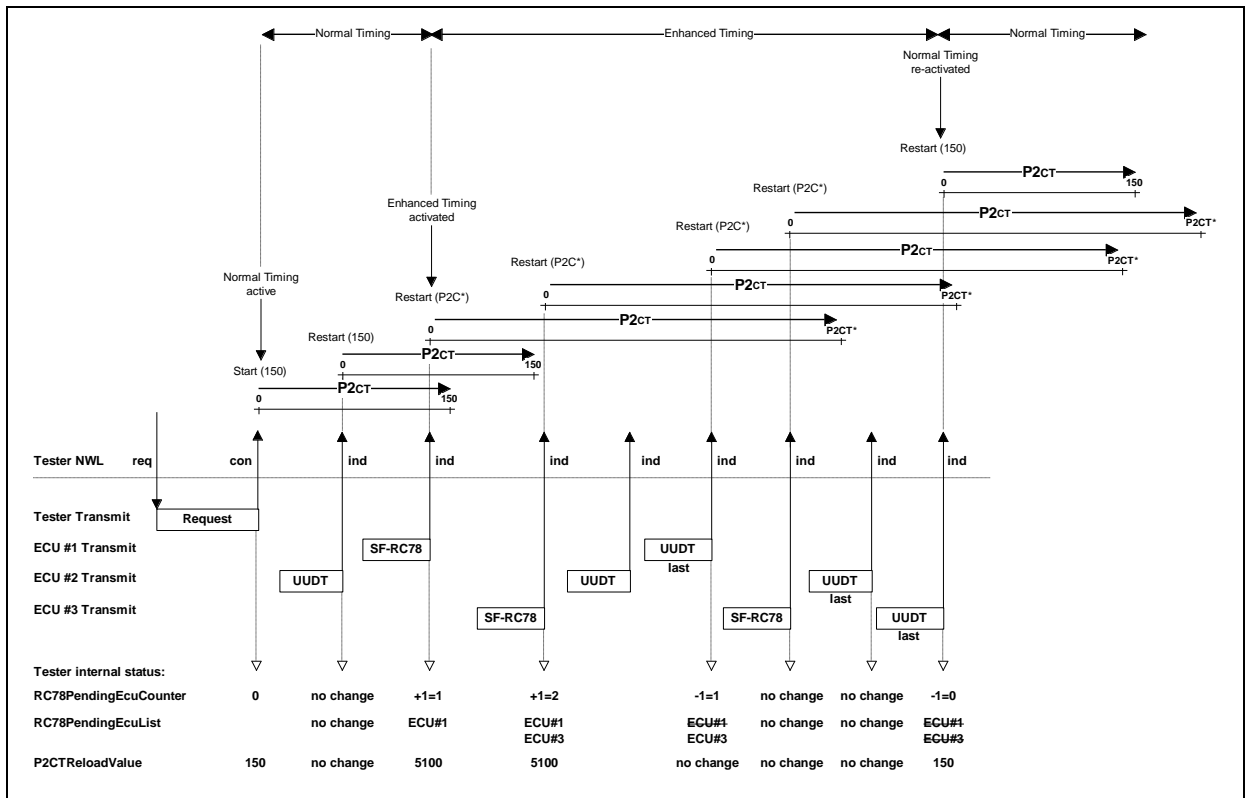 Normal Timing Enhanced Timing Normal Timing
Normal Timing
re-activated
Restart (150)
P2CT
0 150
Restart (P2C*)
P2CT
0 P2CT*
Enhanced Timing
activated
Restart (P2C*)
P2CT
0 P2CT*
Restart (P2C*)
P2CT
0 P2CT*
Normal Timing
active
Restart (P2C*)
P2CT
0 P2CT*
Restart (150)
P2CT
0 150
Start (150)
P2CT
0 150
Tester NWL req con ind ind ind ind ind ind ind ind
Tester Transmit Request
ECU #1 Transmit SF-RC78 UUDT
last
ECU #2 Transmit UUDT UUDT UUDT
last
ECU #3 Transmit SF-RC78 SF-RC78 UUDT
last
Tester internal status:
RC78PendingEcuCounter 0 no change +1=1 +1=2 -1=1 no change no change -1=0
RC78PendingEcuList no change ECU#1 ECU#1 ECU#1 no change no change ECU#1
ECU#3 ECU#3 ECU#3
P2CTReloadValue 150 no change 5100 5100 no change no change no change 150